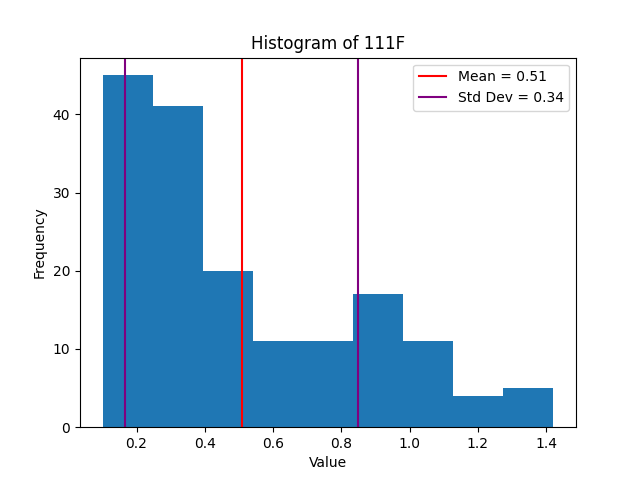 Histogram of 111F
Mean = 0.51
Std Dev = 0.34
Frequency
40
30
20
10
0
0.2 0.4 0.6 0.8 1.0 1.2 1.4
Value